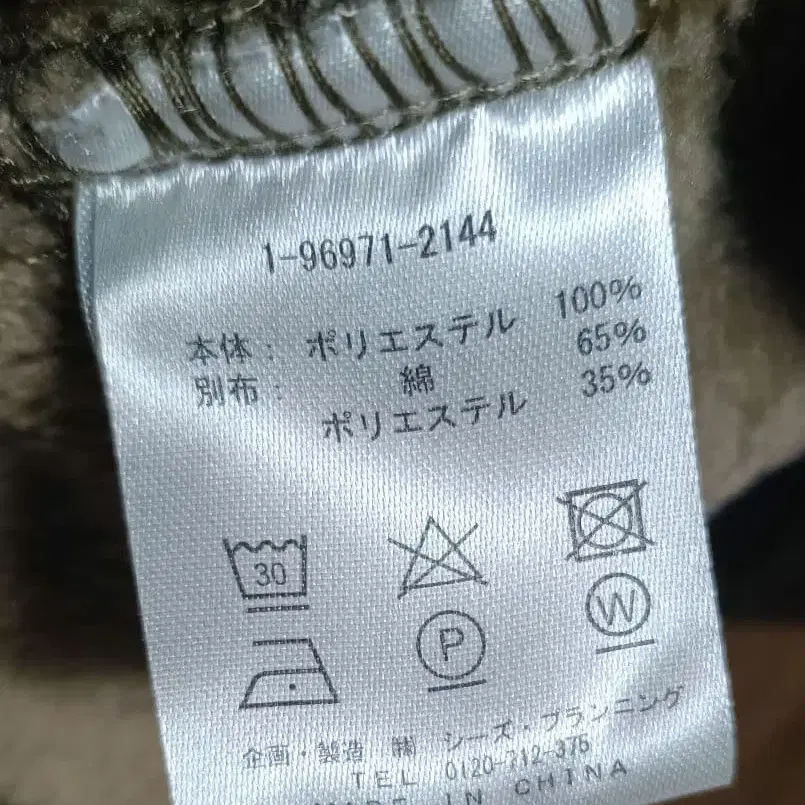 1-96971-2144
本体： ポリエステル 100%
別布： 綿 65%
ポリエステル 35%
30
P W
企画・製造 ㈱ シーズ・プランニング
TEL 0120-712-375
MADE IN CHINA